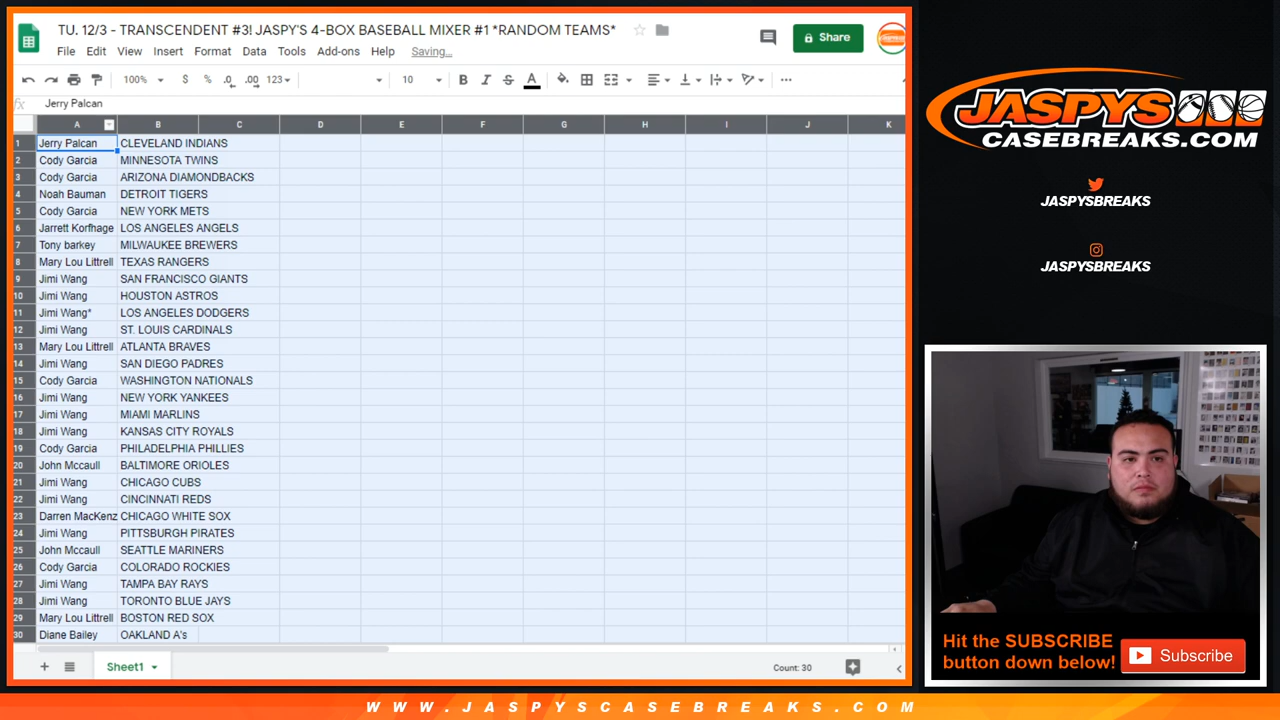 TU. 12/3 - TRANSCENDENT #3! JASPY'S 4-BOX BASEBALL MIXER #1 *RANDOM TEAMS*
File Edit View Insert Format Data Tools Add-ons Help Saving...
Share
100% $ % .0 .00 123 10 B I S A
fx Jerry Palcan
A B C D E F G H I J K
1 Jerry Palcan CLEVELAND INDIANS
2 Cody Garcia MINNESOTA TWINS
3 Cody Garcia ARIZONA DIAMONDBACKS
4 Noah Bauman DETROIT TIGERS
5 Cody Garcia NEW YORK METS
6 Jarrett Korfhage LOS ANGELES ANGELS
7 Tony barkey MILWAUKEE BREWERS
8 Mary Lou Littrell TEXAS RANGERS
9 Jimi Wang SAN FRANCISCO GIANTS
10 Jimi Wang HOUSTON ASTROS
11 Jimi Wang* LOS ANGELES DODGERS
12 Jimi Wang ST. LOUIS CARDINALS
13 Mary Lou Littrell ATLANTA BRAVES
14 Jimi Wang SAN DIEGO PADRES
15 Cody Garcia WASHINGTON NATIONALS
16 Jimi Wang NEW YORK YANKEES
17 Jimi Wang MIAMI MARLINS
18 Jimi Wang KANSAS CITY ROYALS
19 Cody Garcia PHILADELPHIA PHILLIES
20 John Mccaull BALTIMORE ORIOLES
21 Jimi Wang CHICAGO CUBS
22 Jimi Wang CINCINNATI REDS
23 Darren MacKenz CHICAGO WHITE SOX
24 Jimi Wang PITTSBURGH PIRATES
25 John Mccaull SEATTLE MARINERS
26 Cody Garcia COLORADO ROCKIES
27 Jimi Wang TAMPA BAY RAYS
28 Jimi Wang TORONTO BLUE JAYS
29 Mary Lou Littrell BOSTON RED SOX
30 Diane Bailey OAKLAND A's
Sheet1
Count: 30
JASPYS
CASEBREAKS.COM
JASPYSBREAKS
JASPYSBREAKS
Hit the SUBSCRIBE
button down below!
Subscribe
WWW.JASPYSCASEBREAKS.COM